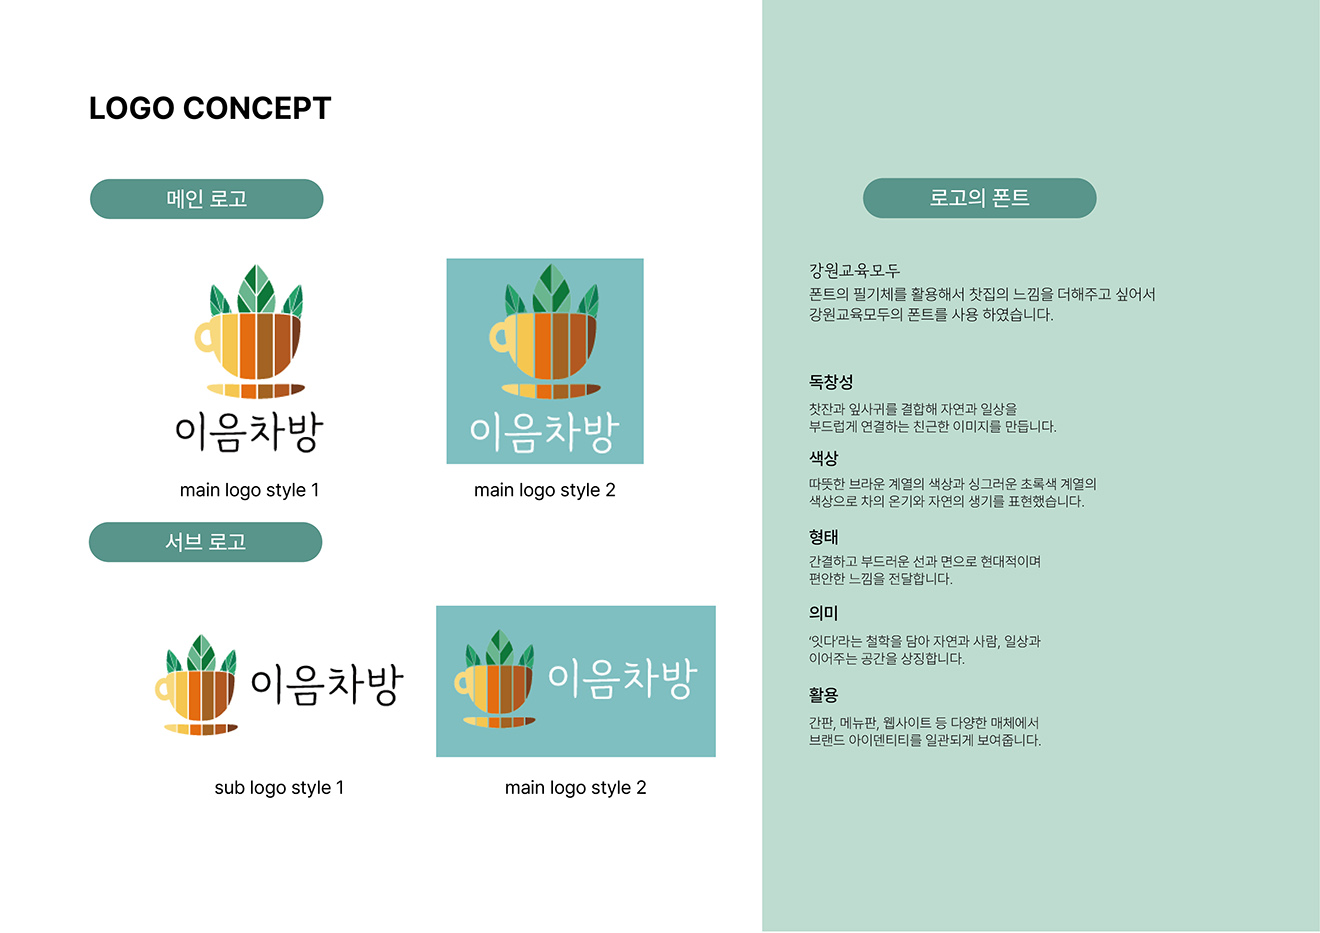 LOGO CONCEPT
메인 로고
이음차방
이음차방
main logo style 1
main logo style 2
서브 로고
이음차방
이음차방
sub logo style 1
main logo style 2
로고의 폰트
강원교육모두
폰트의 필기체를 활용해서 찻집의 느낌을 더해주고 싶어서
강원교육모두의 폰트를 사용 하였습니다.
독창성
찻잔과 잎사귀를 결합해 자연과 일상을
부드럽게 연결하는 친근한 이미지를 만듭니다.
색상
따뜻한 브라운 계열의 색상과 싱그러운 초록색 계열의
색상으로 차의 온기와 자연의 생기를 표현했습니다.
형태
간결하고 부드러운 선과 면으로 현대적이며
편안한 느낌을 전달합니다.
의미
‘잇다’라는 철학을 담아 자연과 사람, 일상과
이어주는 공간을 상징합니다.
활용
간판, 메뉴판, 웹사이트 등 다양한 매체에서
브랜드 아이덴티티를 일관되게 보여줍니다.